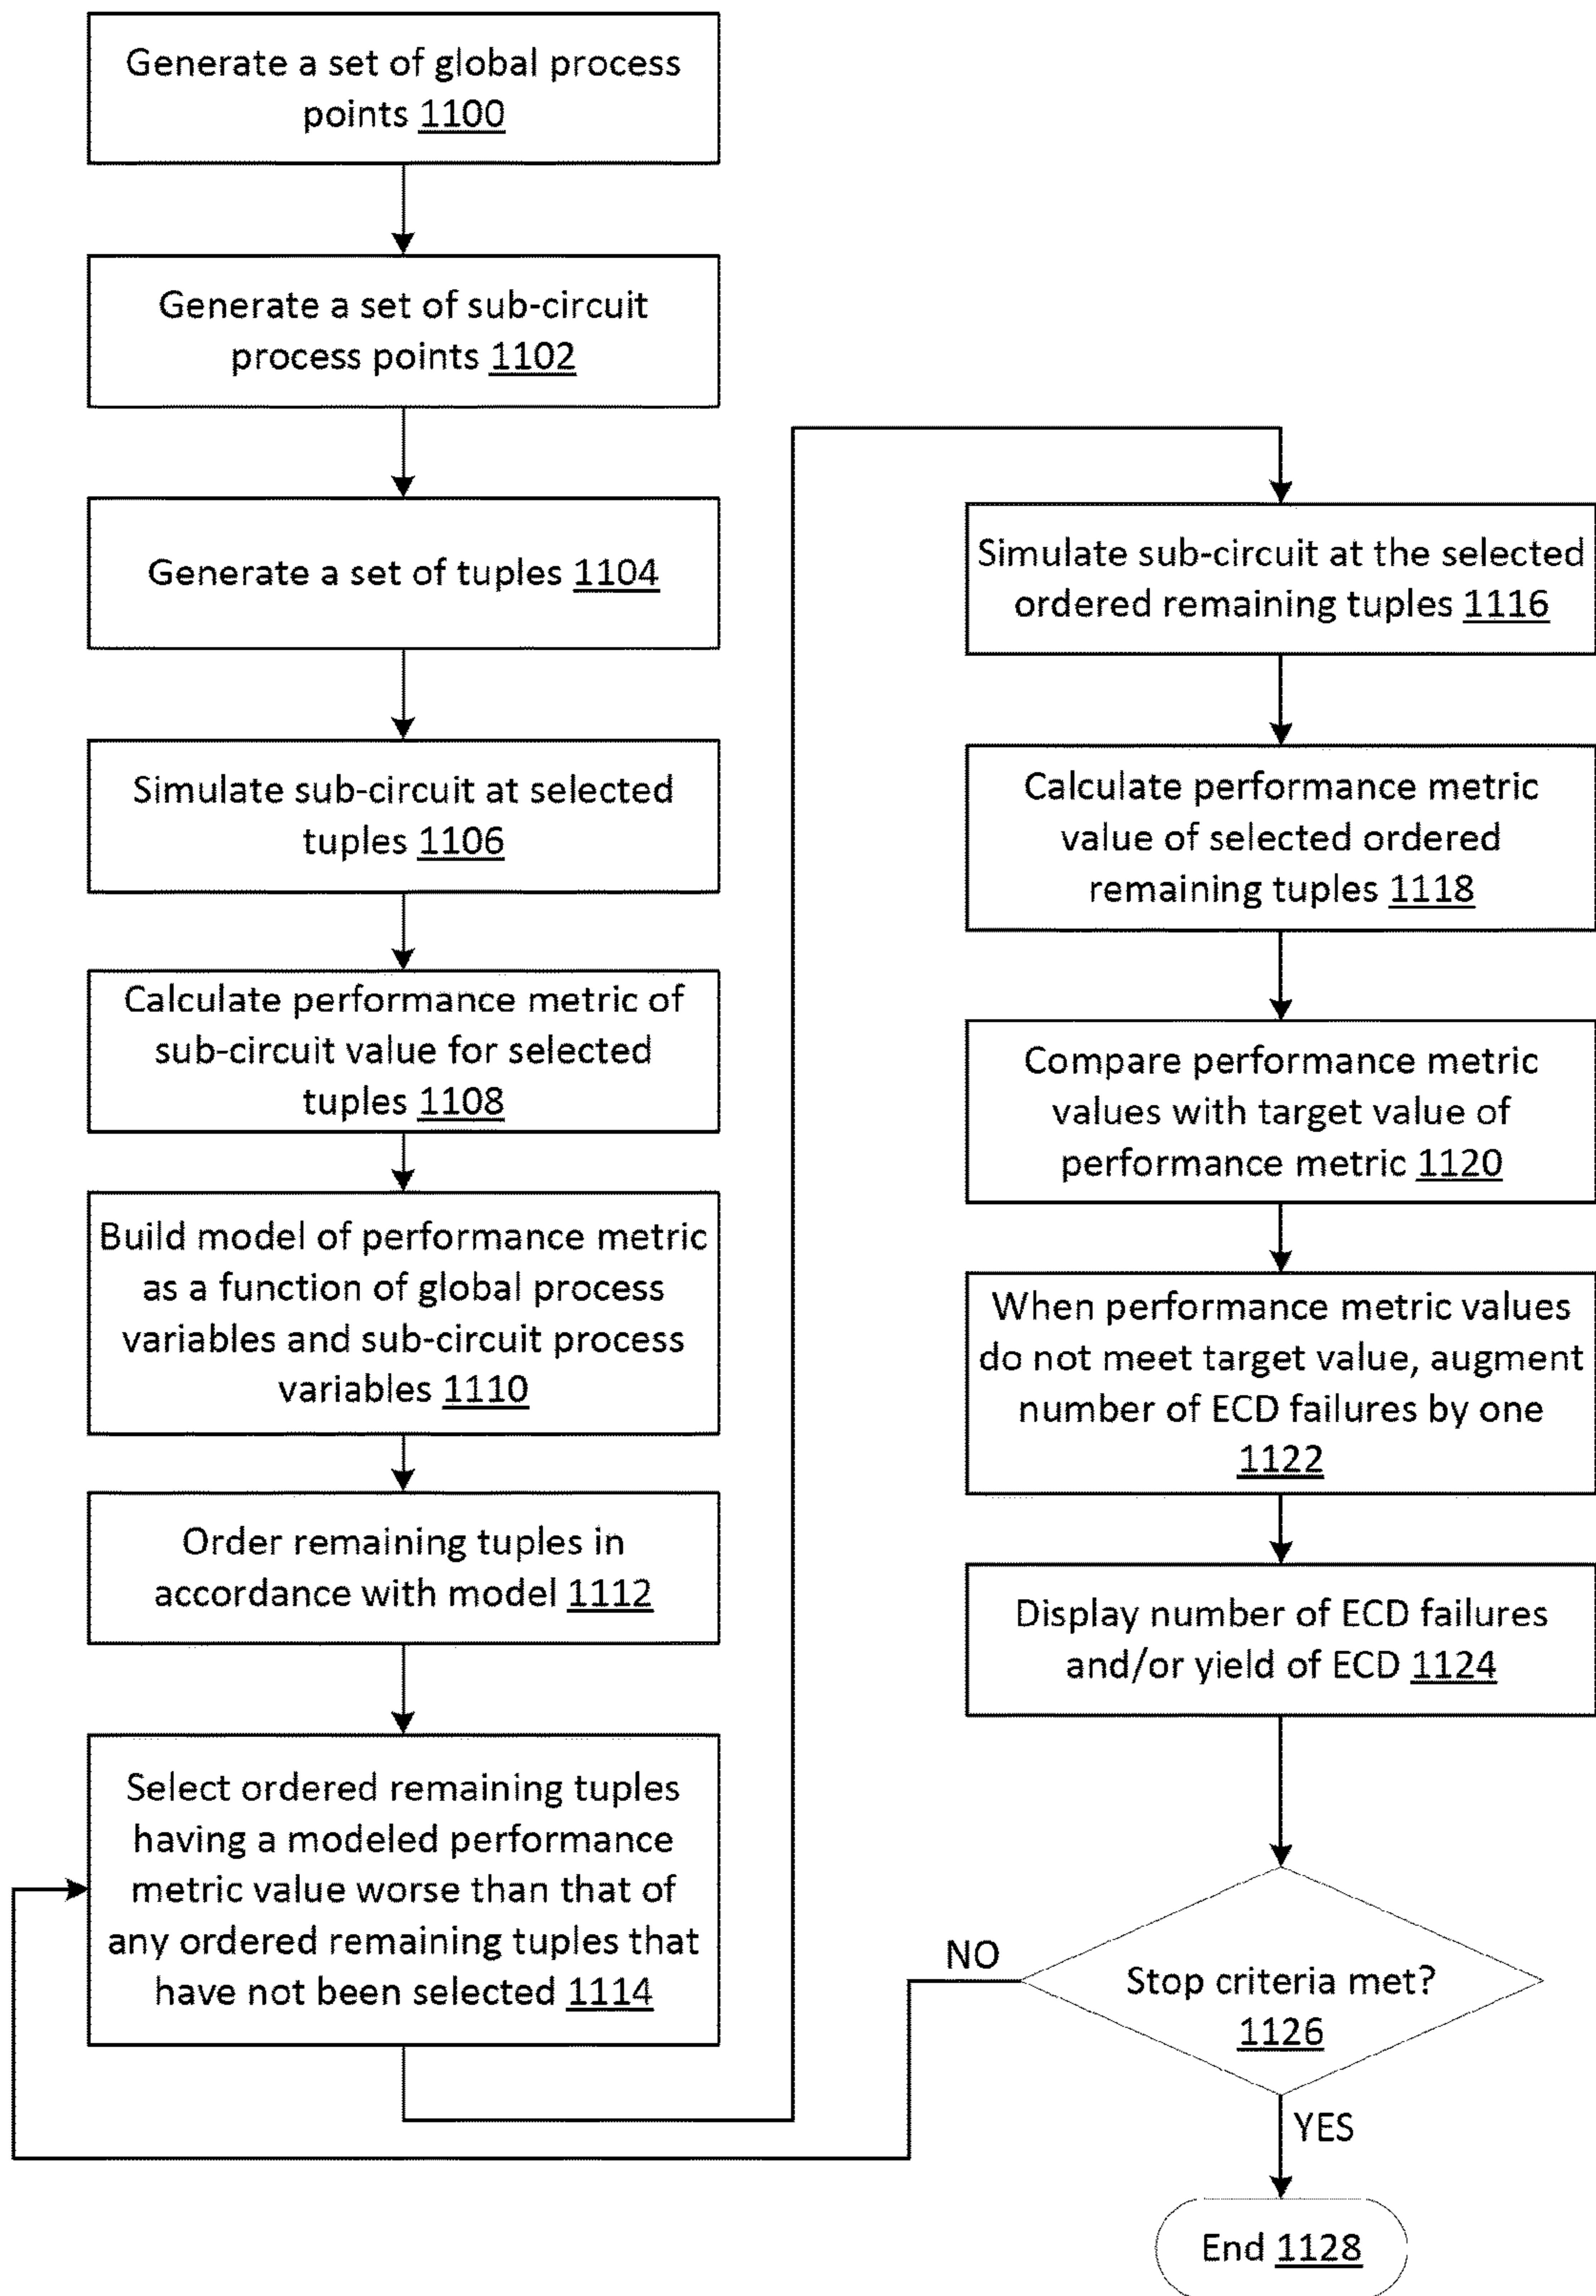 Generate a set of global process
points 1100
Generate a set of sub-circuit
process points 1102
Generate a set of tuples 1104
Simulate sub-circuit at selected
tuples 1106
Calculate performance metric of
sub-circuit value for selected
tuples 1108
Build model of performance metric
as a function of global process
variables and sub-circuit process
variables 1110
Order remaining tuples in
accordance with model 1112
Select ordered remaining tuples
having a modeled performance
metric value worse than that of
any ordered remaining tuples that
have not been selected 1114
Simulate sub-circuit at the selected
ordered remaining tuples 1116
Calculate performance metric
value of selected ordered
remaining tuples 1118
Compare performance metric
values with target value of
performance metric 1120
When performance metric values
do not meet target value, augment
number of ECD failures by one
1122
Display number of ECD failures
and/or yield of ECD 1124
Stop criteria met?
1126
NO
YES
End 1128